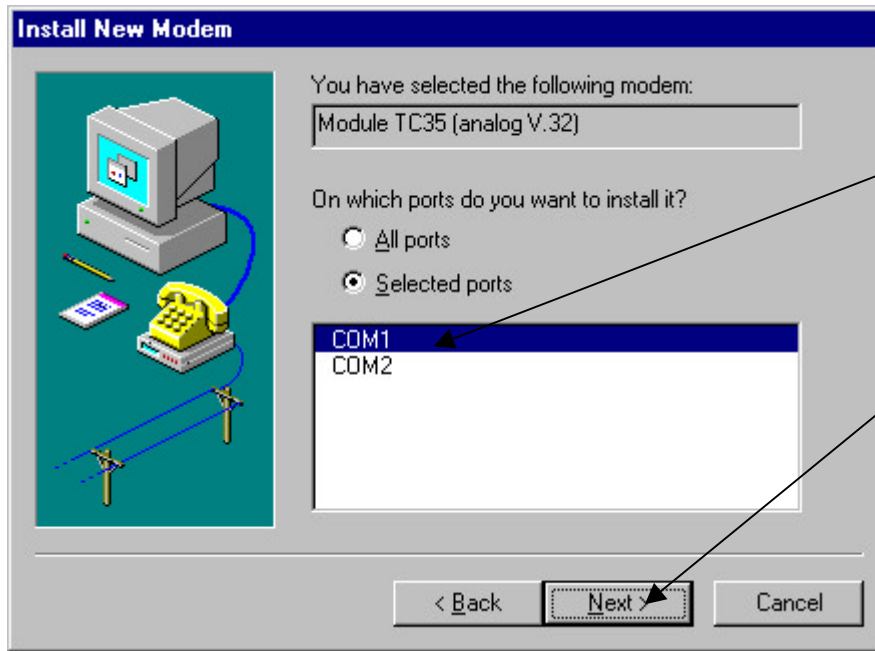 Install New Modem
You have selected the following modem:
Module TC35 (analog V.32)
On which ports do you want to install it?
All ports
Selected ports
COM1
COM2
< Back
Next >
Cancel